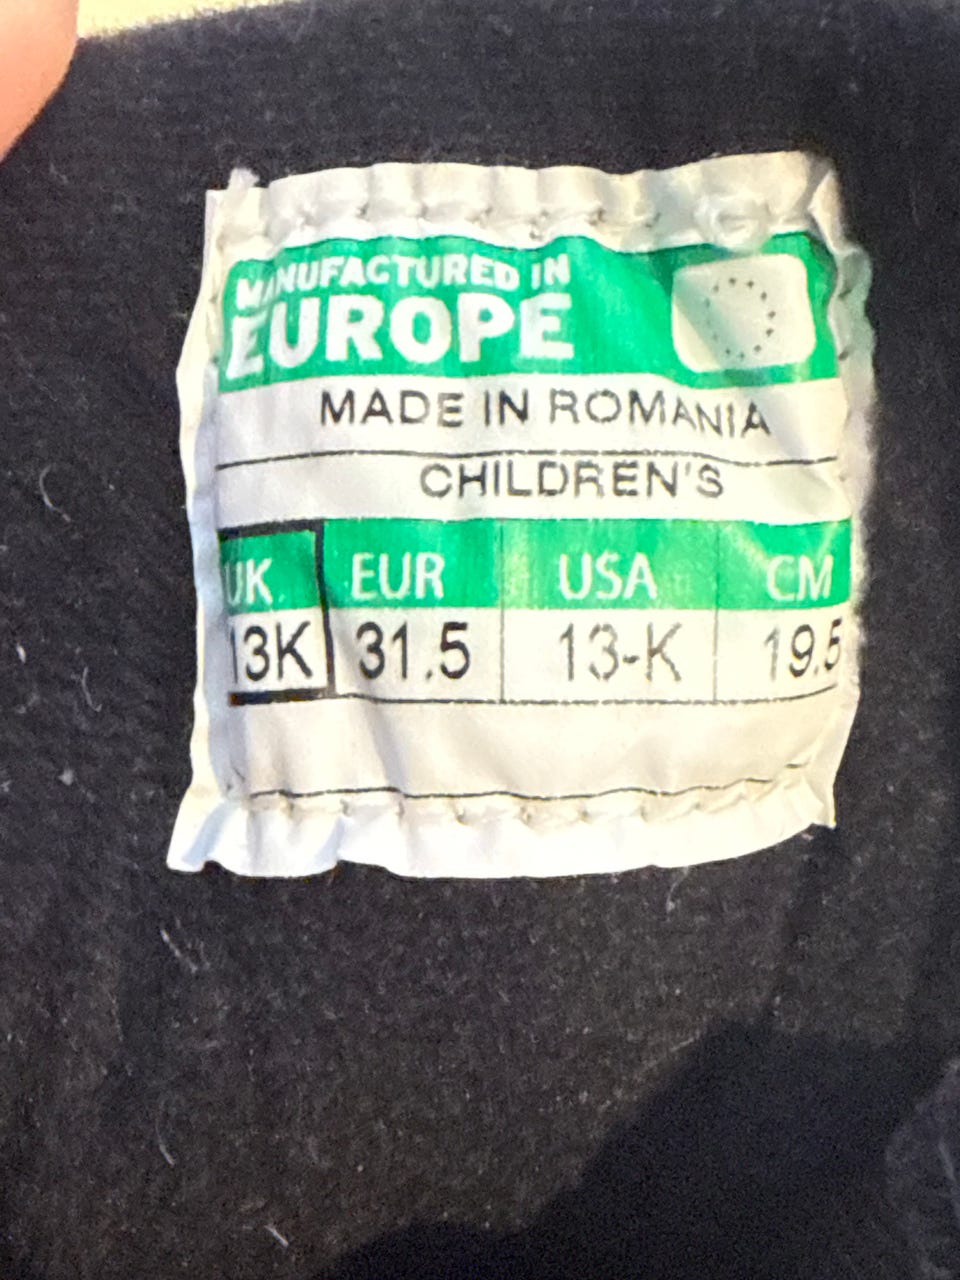 MANUFACTURED IN
EUROPE
MADE IN ROMANIA
CHILDREN'S
UK EUR USA CM
13K 31.5 13-K 19.5